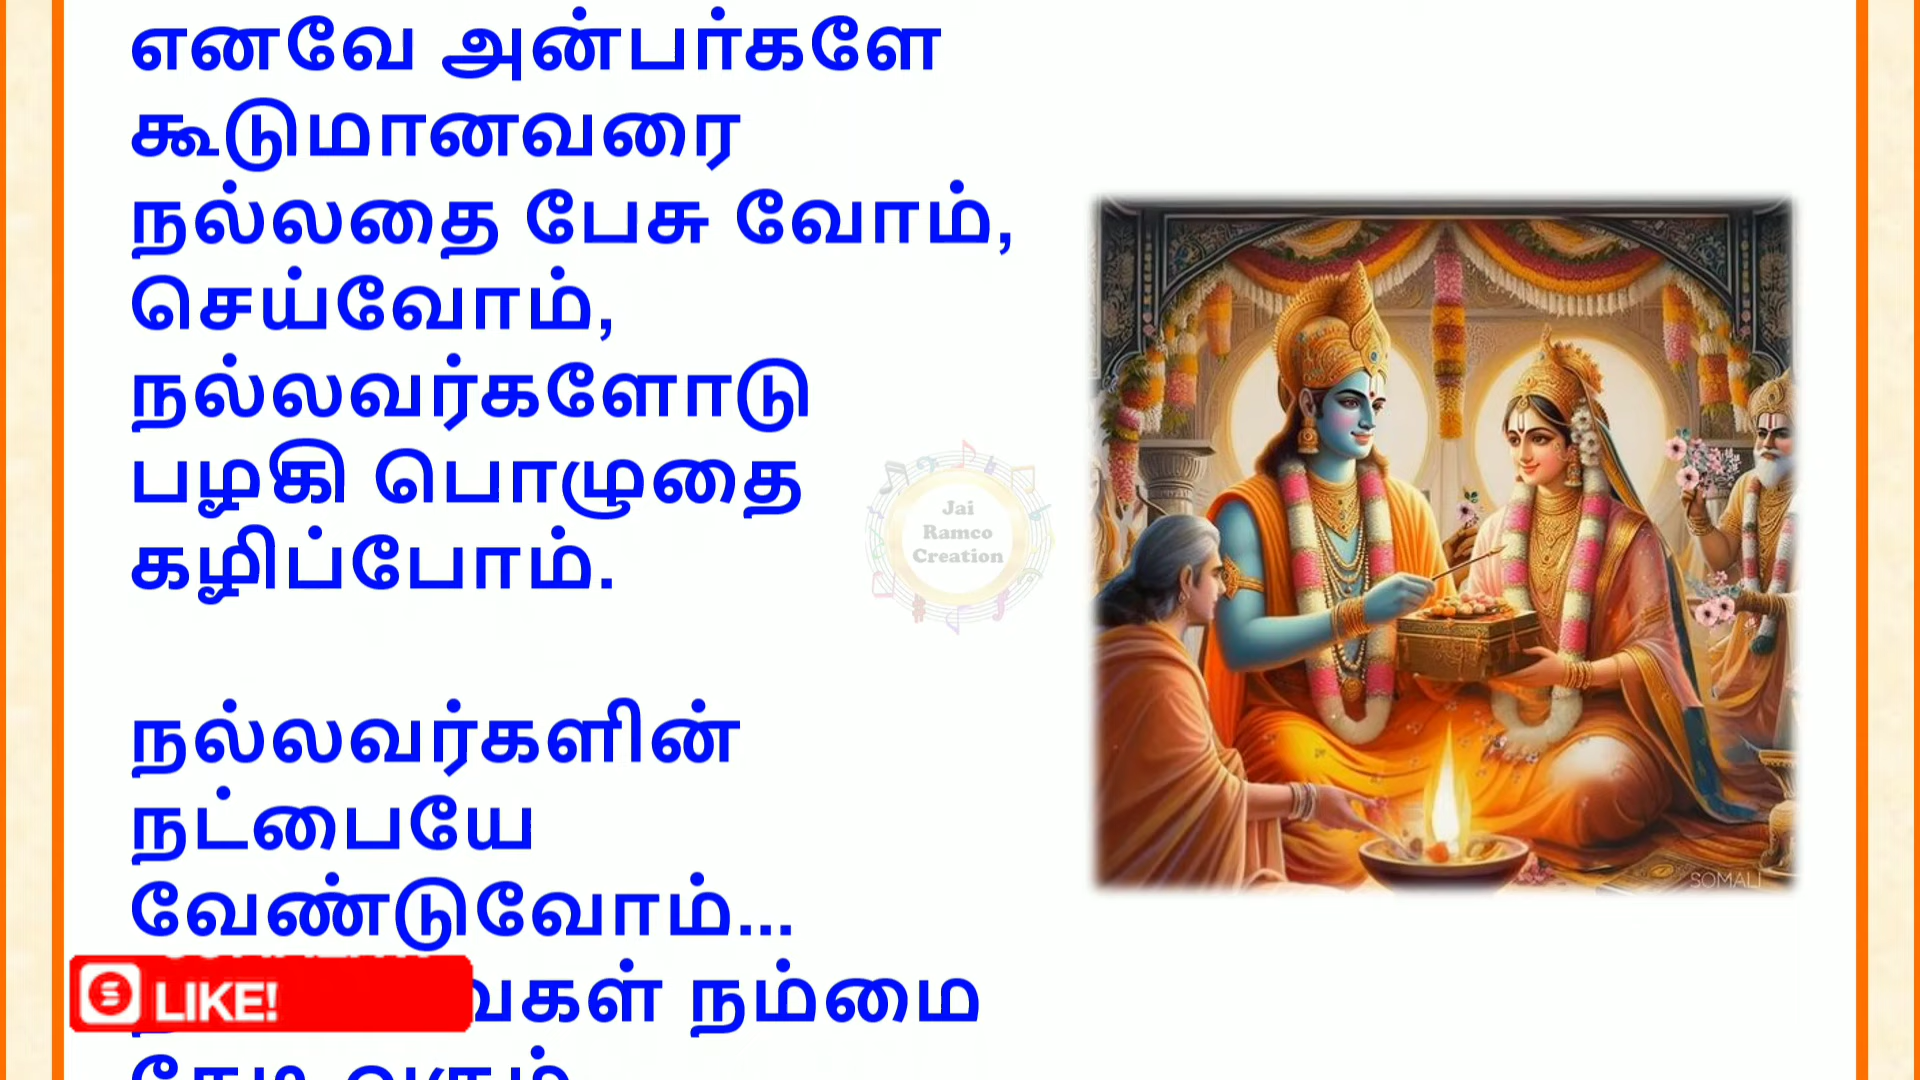 எனவே அன்பர்களே
கூடுமானவரை
நல்லதை பேசு வோம்,
செய்வோம்,
நல்லவர்களோடு
பழகி பொழுதை
கழிப்போம்.
நல்லவர்களின்
நட்பையே
வேண்டுவோம்...
நம்மை
LIKE!
Jai
Ramco
Creation
SOMALI